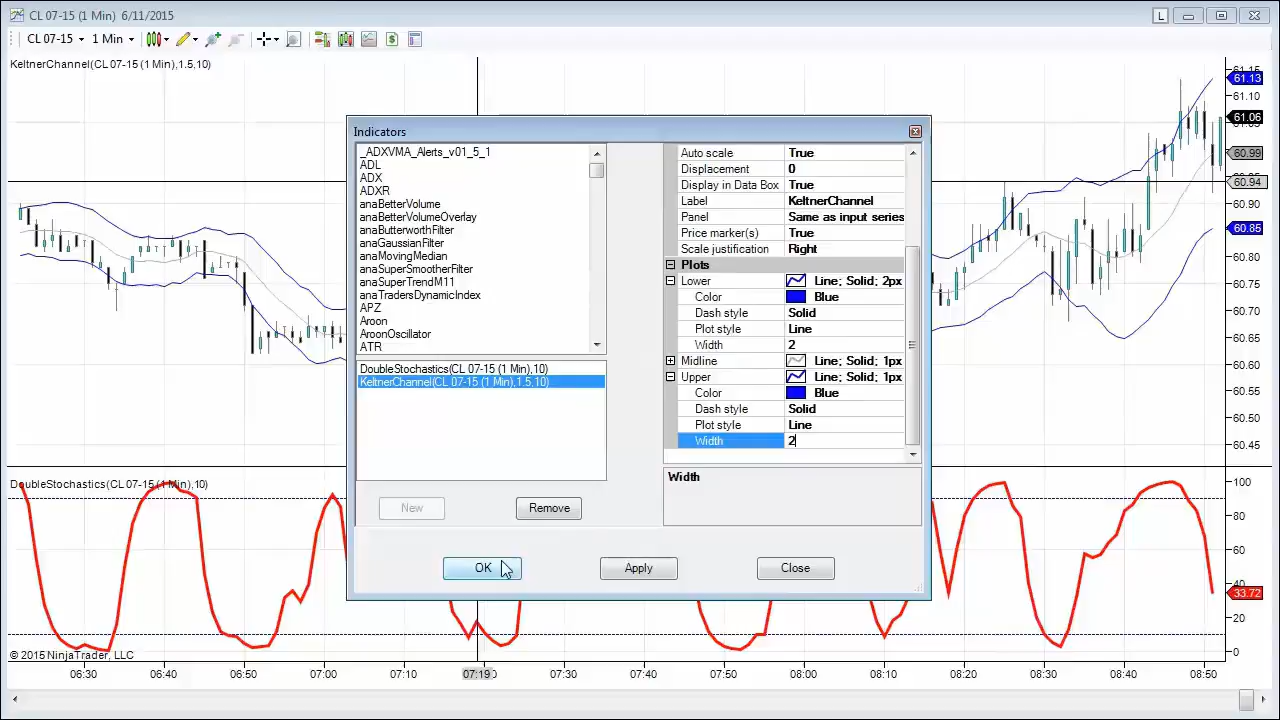 CL 07-15 (1 Min) 6/11/2015
L
CL 07-15 1 Min
$
KeltnerChannel(CL 07-15 (1 Min),1.5,10)
61.13
61.10
61.06
60.99
60.94
60.90
60.85
60.80
60.75
60.70
60.65
60.60
60.55
60.50
60.45
Indicators
_ADXVMA_Alerts_v01_5_1
ADL
ADX
ADXR
anaBetterVolume
anaBetterVolumeOverlay
anaButterworthFilter
anaGaussianFilter
anaMovingMedian
anaSuperSmootherFilter
anaSuperTrendM11
anaTradersDynamicIndex
APZ
Aroon
AroonOscillator
ATR
DoubleStochastics(CL 07-15 (1 Min),10)
KeltnerChannel(CL 07-15 (1 Min),1.5,10)
New
Remove
Auto scale True
Displacement 0
Display in Data Box True
Label KeltnerChannel
Panel Same as input series
Price marker(s) True
Scale justification Right
Plots
Lower Line; Solid; 2px
Color Blue
Dash style Solid
Plot style Line
Width 2
Midline Line; Solid; 1px
Upper Line; Solid; 1px
Color Blue
Dash style Solid
Plot style Line
Width 2
Width
OK
Apply
Close
DoubleStochastics(CL 07-15 (1 Min),10)
100
80
60
40
33.72
20
0
© 2015 NinjaTrader, LLC
06:30 06:40 06:50 07:00 07:10 07:19 07:20 07:30 07:40 07:50 08:00 08:10 08:20 08:30 08:40 08:50